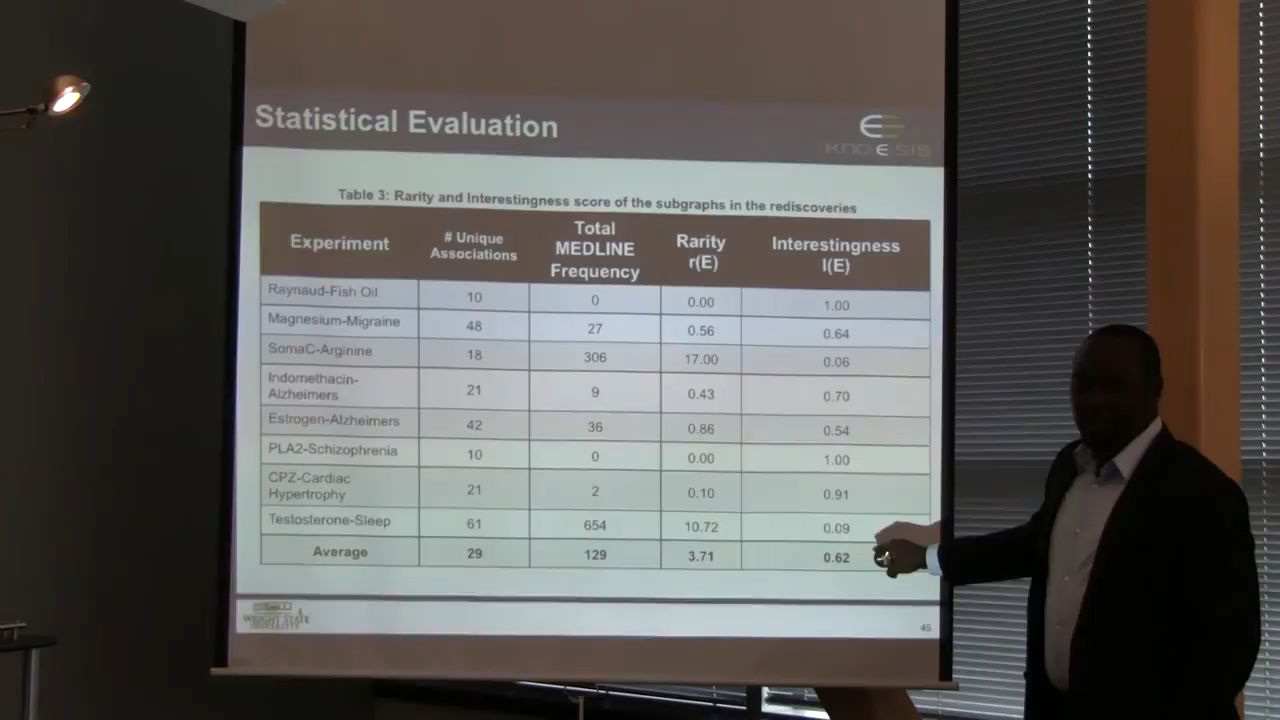 Statistical Evaluation
KNO E SIS
Table 3: Rarity and Interestingness score of the subgraphs in the rediscoveries
Experiment # Unique Associations Total MEDLINE Frequency Rarity r(E) Interestingness I(E)
Raynaud-Fish Oil 10 0 0.00 1.00
Magnesium-Migraine 48 27 0.56 0.64
SomaC-Arginine 18 306 17.00 0.06
Indomethacin-Alzheimers 21 9 0.43 0.70
Estrogen-Alzheimers 42 36 0.86 0.54
PLA2-Schizophrenia 10 0 0.00 1.00
CPZ-Cardiac Hypertrophy 21 2 0.10 0.91
Testosterone-Sleep 61 654 10.72 0.09
Average 29 129 3.71 0.62
WRIGHT STATE
UNIVERSITY
45